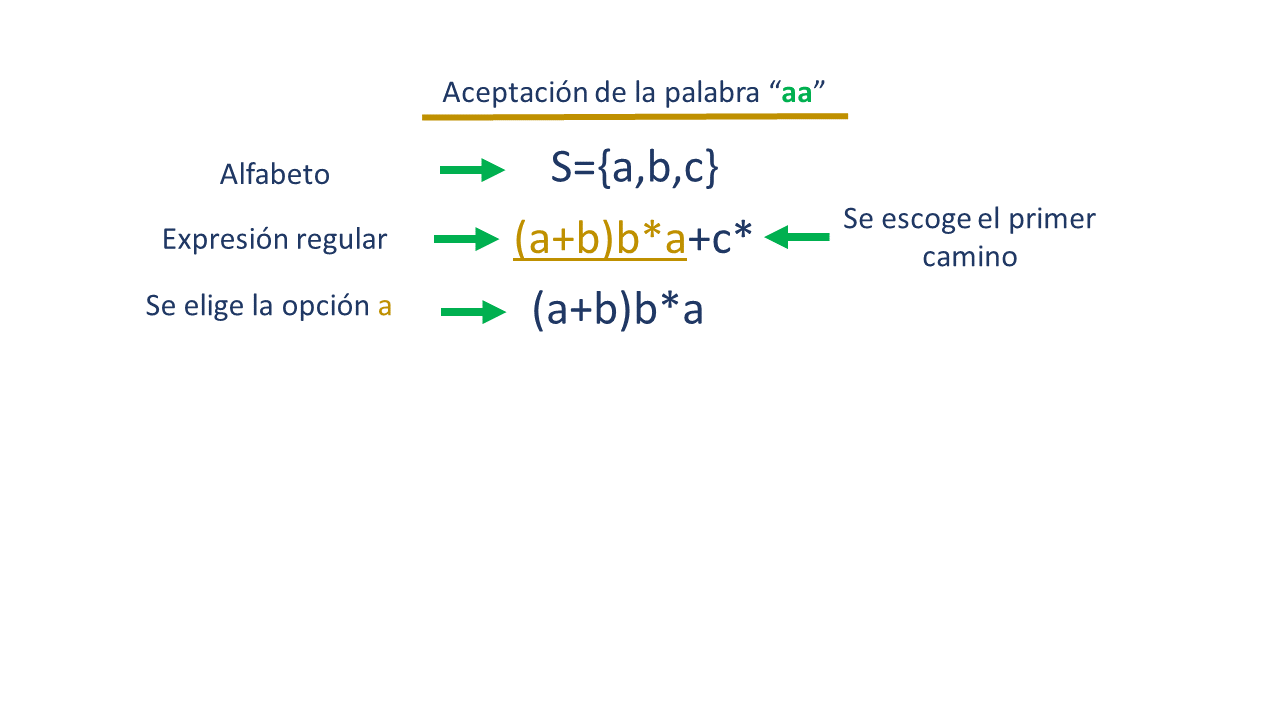 Aceptación de la palabra “aa”
Alfabeto
S={a,b,c}
Expresión regular
(a+b)b*a+c*
Se escoge el primer
camino
Se elige la opción a
(a+b)b*a